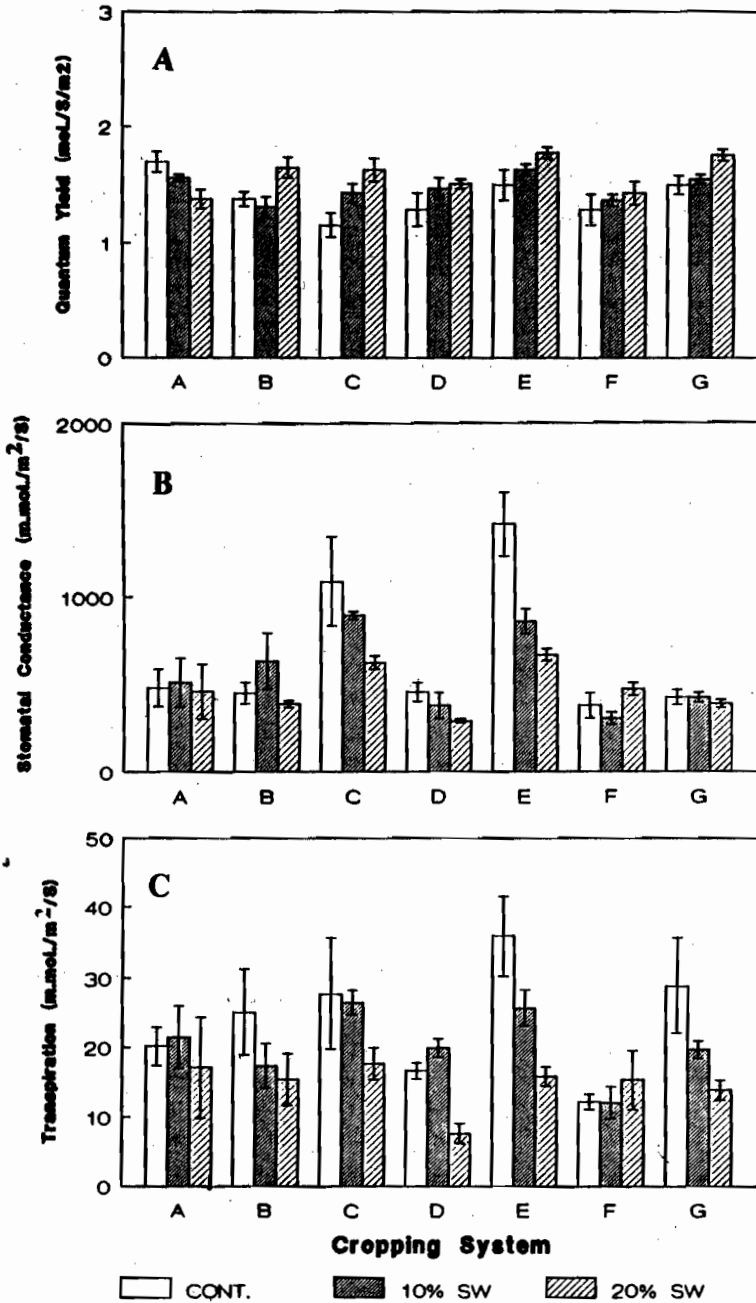 3
A
2
1
0
Quantum Yield (mol./S/m2)
A B C D E F G
2000
B
1000
0
Stomatal Conductance (m.mol./m²/S)
A B C D E F G
50
C
40
30
20
10
0
Transpiration (m.mol./m²/S)
A B C D E F G
Cropping System
CONT. 10% SW 20% SW